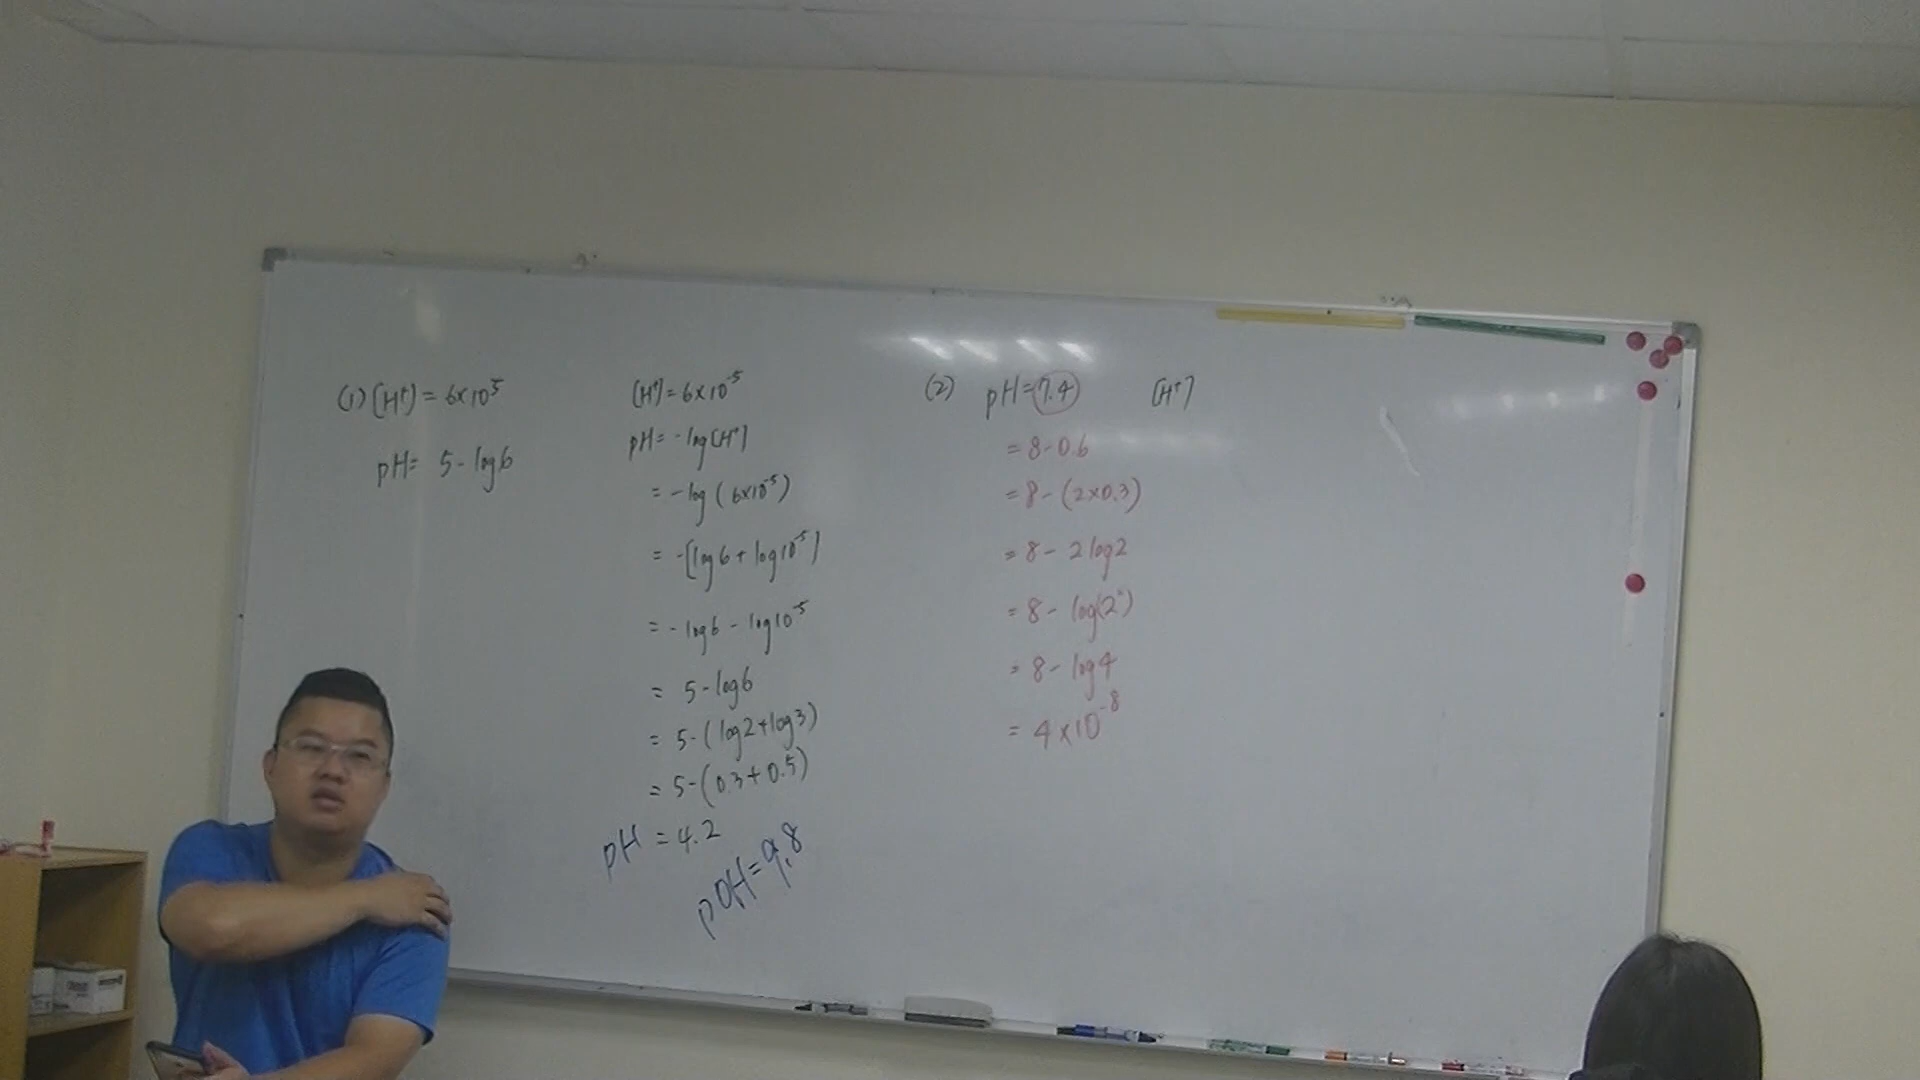 (1) [H⁺] = 6×10⁵
pH = 5 - log6
[H⁺] = 6×10⁻⁵
pH = -log[H⁺]
= -log(6×10⁻⁵)
= -[log6 + log10⁻⁵]
= -log6 - log10⁻⁵
= 5 - log6
= 5 - (log2 + log3)
= 5 - (0.3 + 0.5)
pH = 4.2
pOH = 9.8
(2) pH = 7.4 [H⁺]
= 8 - 0.6
= 8 - (2×0.3)
= 8 - 2log2
= 8 - log(2²)
= 8 - log4
= 4×10⁻⁸